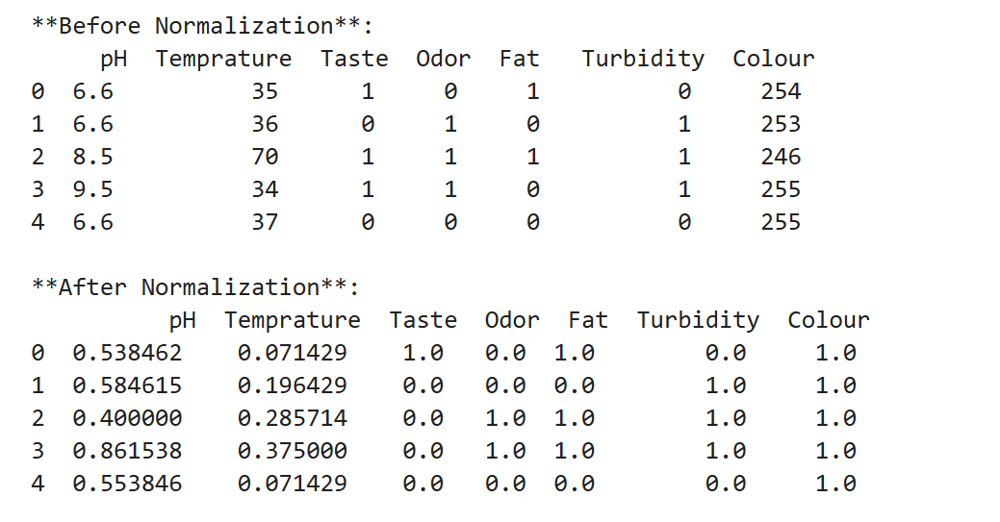 **Before Normalization**:
pH Temprature Taste Odor Fat Turbidity Colour
0 6.6 35 1 0 1 0 254
1 6.6 36 0 1 0 1 253
2 8.5 70 1 1 1 1 246
3 9.5 34 1 1 0 1 255
4 6.6 37 0 0 0 0 255
**After Normalization**:
pH Temprature Taste Odor Fat Turbidity Colour
0 0.538462 0.071429 1.0 0.0 1.0 0.0 1.0
1 0.584615 0.196429 0.0 0.0 0.0 1.0 1.0
2 0.400000 0.285714 0.0 1.0 1.0 1.0 1.0
3 0.861538 0.375000 0.0 1.0 1.0 1.0 1.0
4 0.553846 0.071429 0.0 0.0 0.0 0.0 1.0